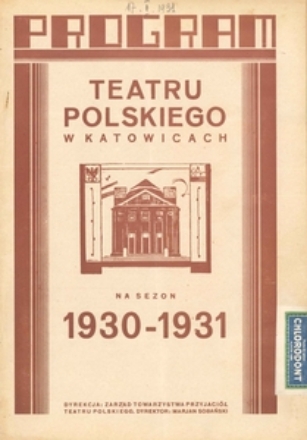 PROGRAM
TEATRU
POLSKIEGO
W KATOWICACH
NA SEZON
1930-1931
CHLORODONT
DYREKCJA: ZARZĄD TOWARZYSTWA PRZYJACIÓŁ
TEATRU POLSKIEGO. DYREKTOR: MARJAN SOBAŃSKI